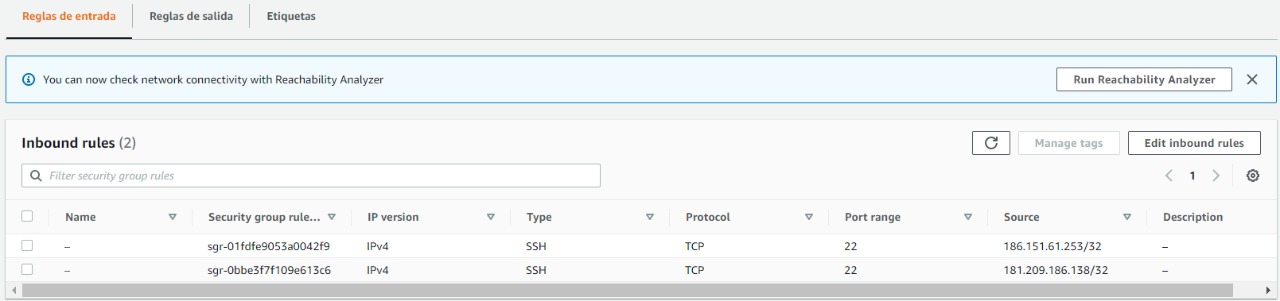 Reglas de entrada Reglas de salida Etiquetas
You can now check network connectivity with Reachability Analyzer Run Reachability Analyzer
Inbound rules (2) Manage tags Edit inbound rules
Filter security group rules 1
Name Security group rule... IP version Type Protocol Port range Source Description
– sgr-01fdfe9053a0042f9 IPv4 SSH TCP 22 186.151.61.253/32 –
– sgr-0bbe3f7f109e613c6 IPv4 SSH TCP 22 181.209.186.138/32 –